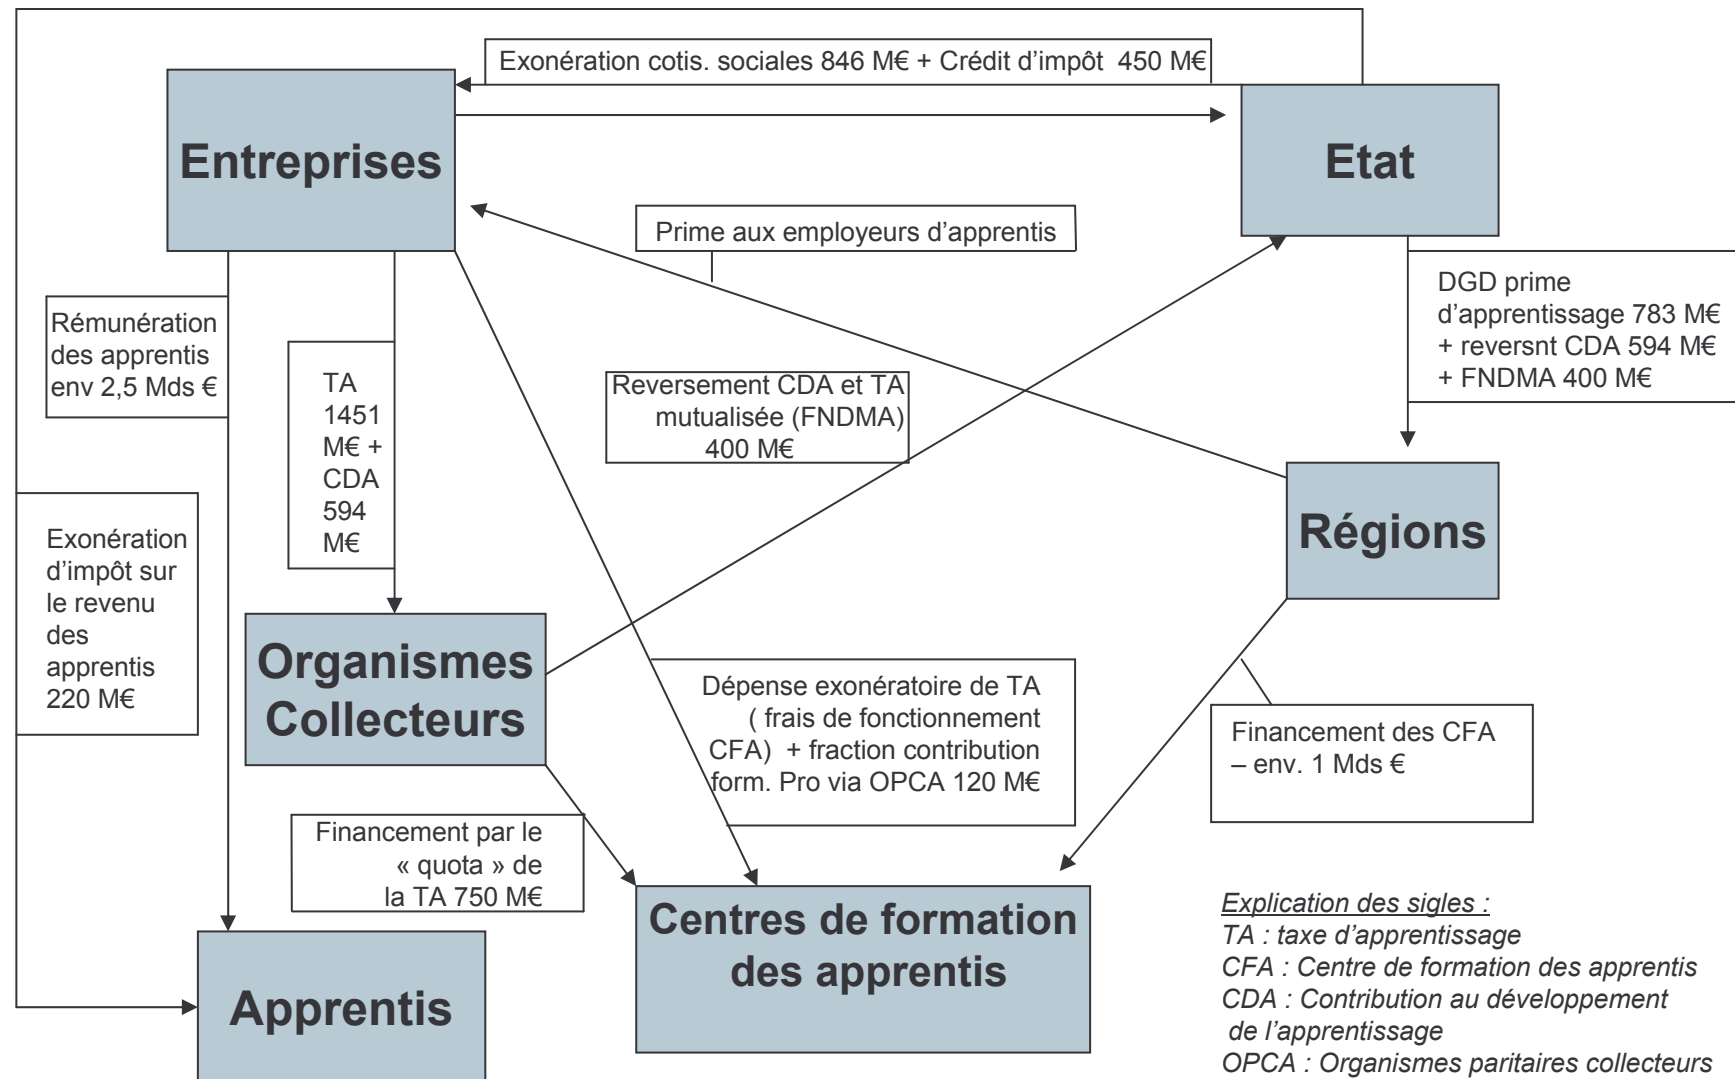 Exonération cotis. sociales 846 M€ + Crédit d’impôt 450 M€
Entreprises
Etat
Prime aux employeurs d’apprentis
DGD prime
d’apprentissage 783 M€
+ reversnt CDA 594 M€
+ FNDMA 400 M€
Rémunération
des apprentis
env 2,5 Mds €
TA
1451
M€ +
CDA
594
M€
Reversement CDA et TA
mutualisée (FNDMA)
400 M€
Régions
Exonération
d’impôt sur
le revenu
des
apprentis
220 M€
Organismes
Collecteurs
Dépense exonératoire de TA
( frais de fonctionnement
CFA) + fraction contribution
form. Pro via OPCA 120 M€
Financement des CFA
– env. 1 Mds €
Financement par le
« quota » de
la TA 750 M€
Centres de formation
des apprentis
Apprentis
Explication des sigles :
TA : taxe d’apprentissage
CFA : Centre de formation des apprentis
CDA : Contribution au développement
de l’apprentissage
OPCA : Organismes paritaires collecteurs